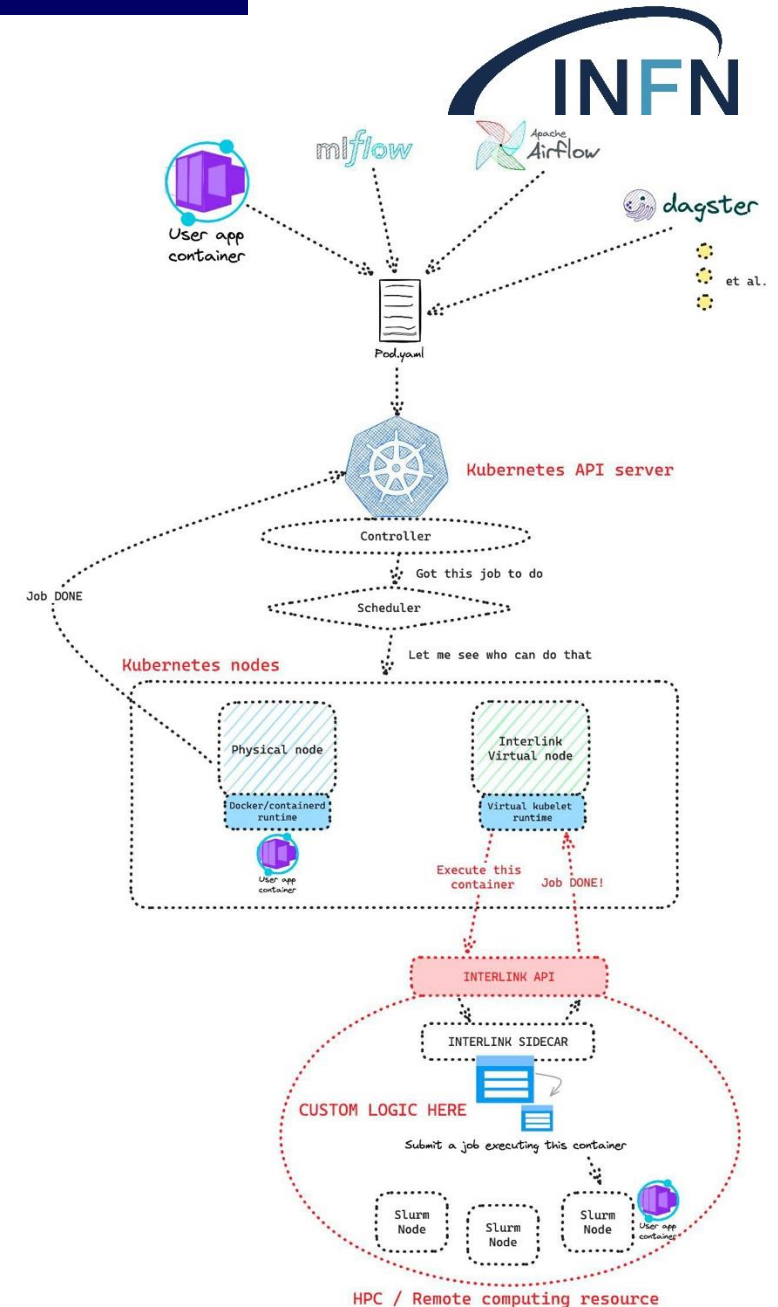 INFN
mlflow
Apache
Airflow
dagster
User app
container
et al.
Pod.yaml
Kubernetes API server
Controller
Got this job to do
Job DONE
Scheduler
Let me see who can do that
Kubernetes nodes
Physical node
Interlink
Virtual node
Docker/containerd
runtime
Virtual kubelet
runtime
User app
container
Execute this
container
Job DONE!
INTERLINK API
INTERLINK SIDECAR
CUSTOM LOGIC HERE
Submit a job executing this container
Slurm
Node
Slurm
Node
Slurm
Node
User app
container
HPC / Remote computing resource